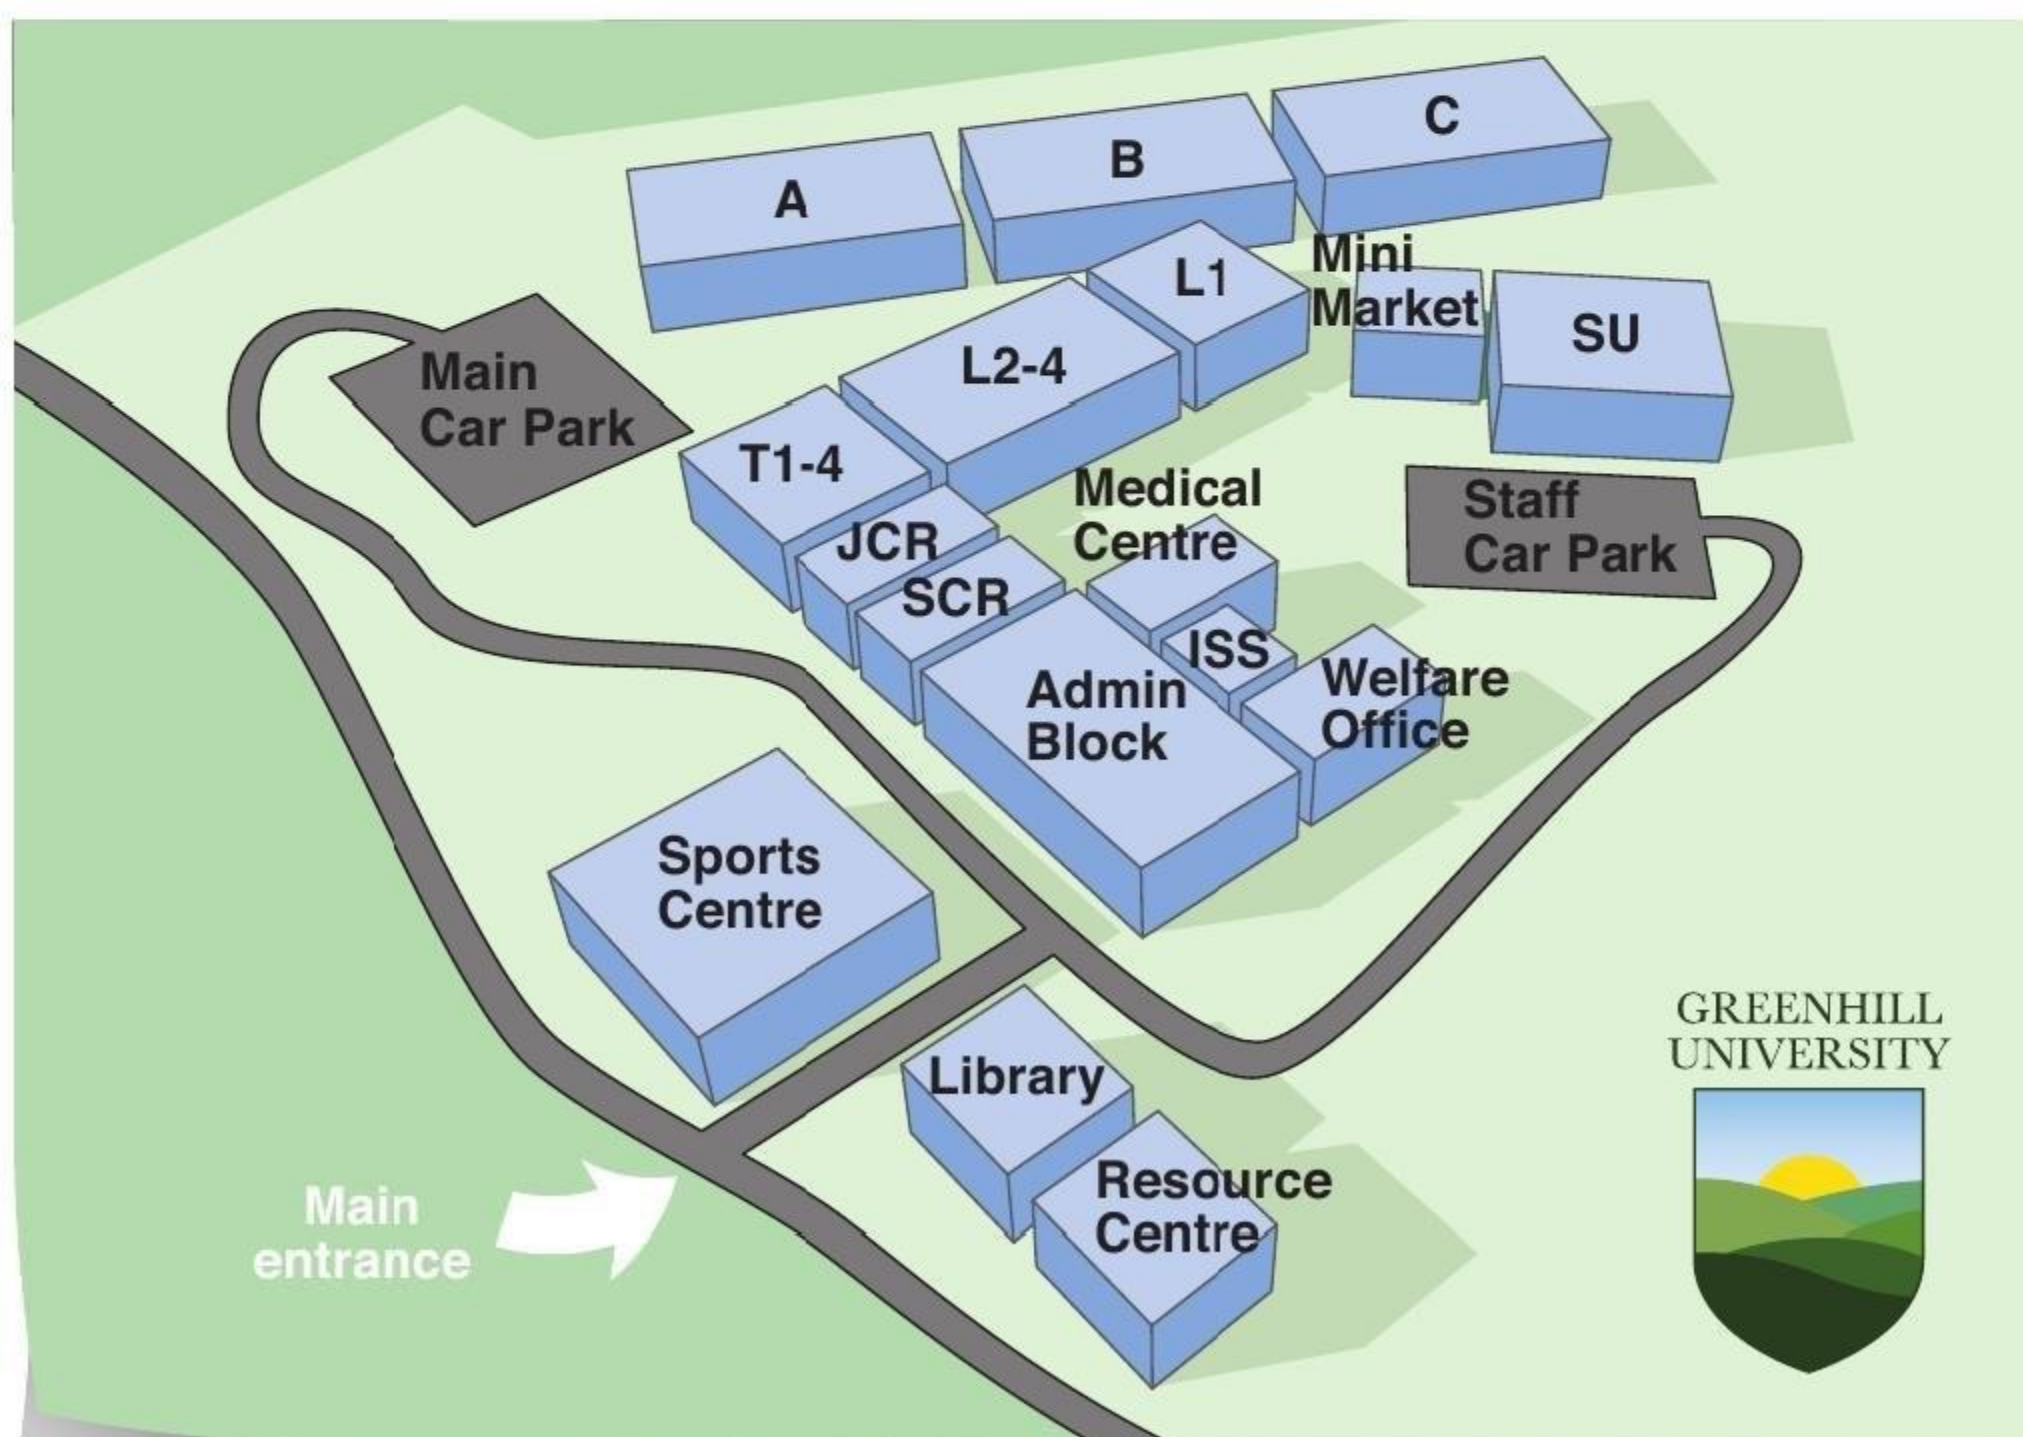 C
B
A
Mini
Market
L1
SU
L2-4
Main
Car Park
T1-4
Medical
Centre
Staff
Car Park
JCR
SCR
ISS
Admin
Block
Welfare
Office
Sports
Centre
Library
Resource
Centre
Main
entrance
GREENHILL
UNIVERSITY